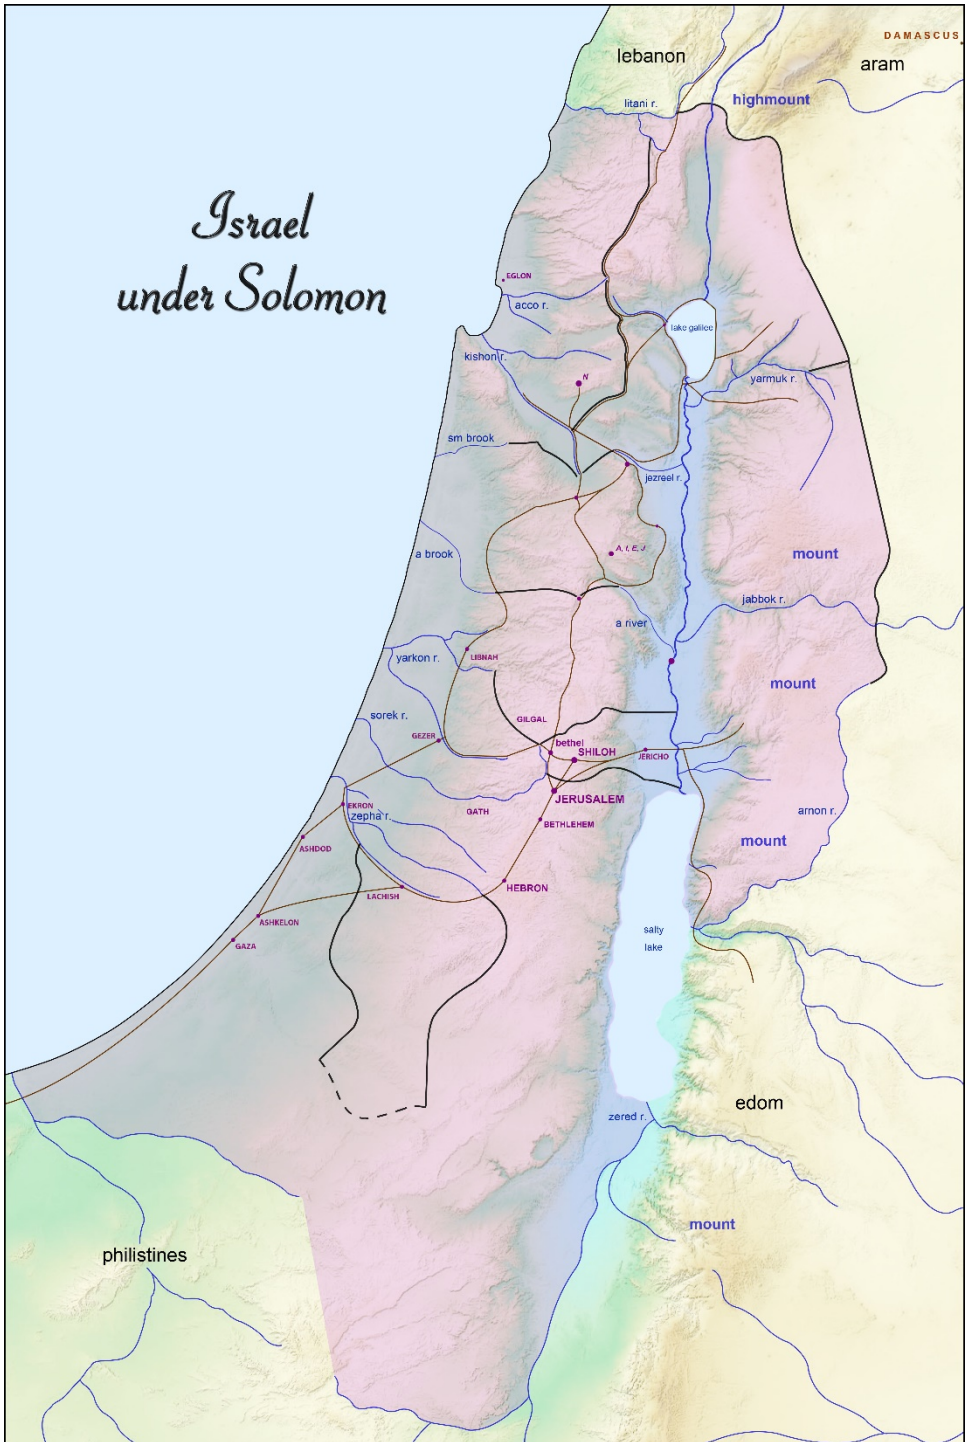 DAMASCUS
lebanon
aram
highmount
litani r.
Israel
under Solomon
EGLON
acco r.
lake galilee
kishon r.
N
yarmuk r.
sm brook
jezreel r.
A, I, E, J
a brook
mount
jabbok r.
a river
LIBNAH
yarkon r.
mount
sorek r.
GILGAL
GEZER
bethel
SHILOH
JERICHO
JERUSALEM
EKRON
zepha r.
GATH
BETHLEHEM
arnon r.
ASHDOD
mount
HEBRON
LACHISH
ASHKELON
GAZA
salty
lake
edom
zered r.
mount
philistines